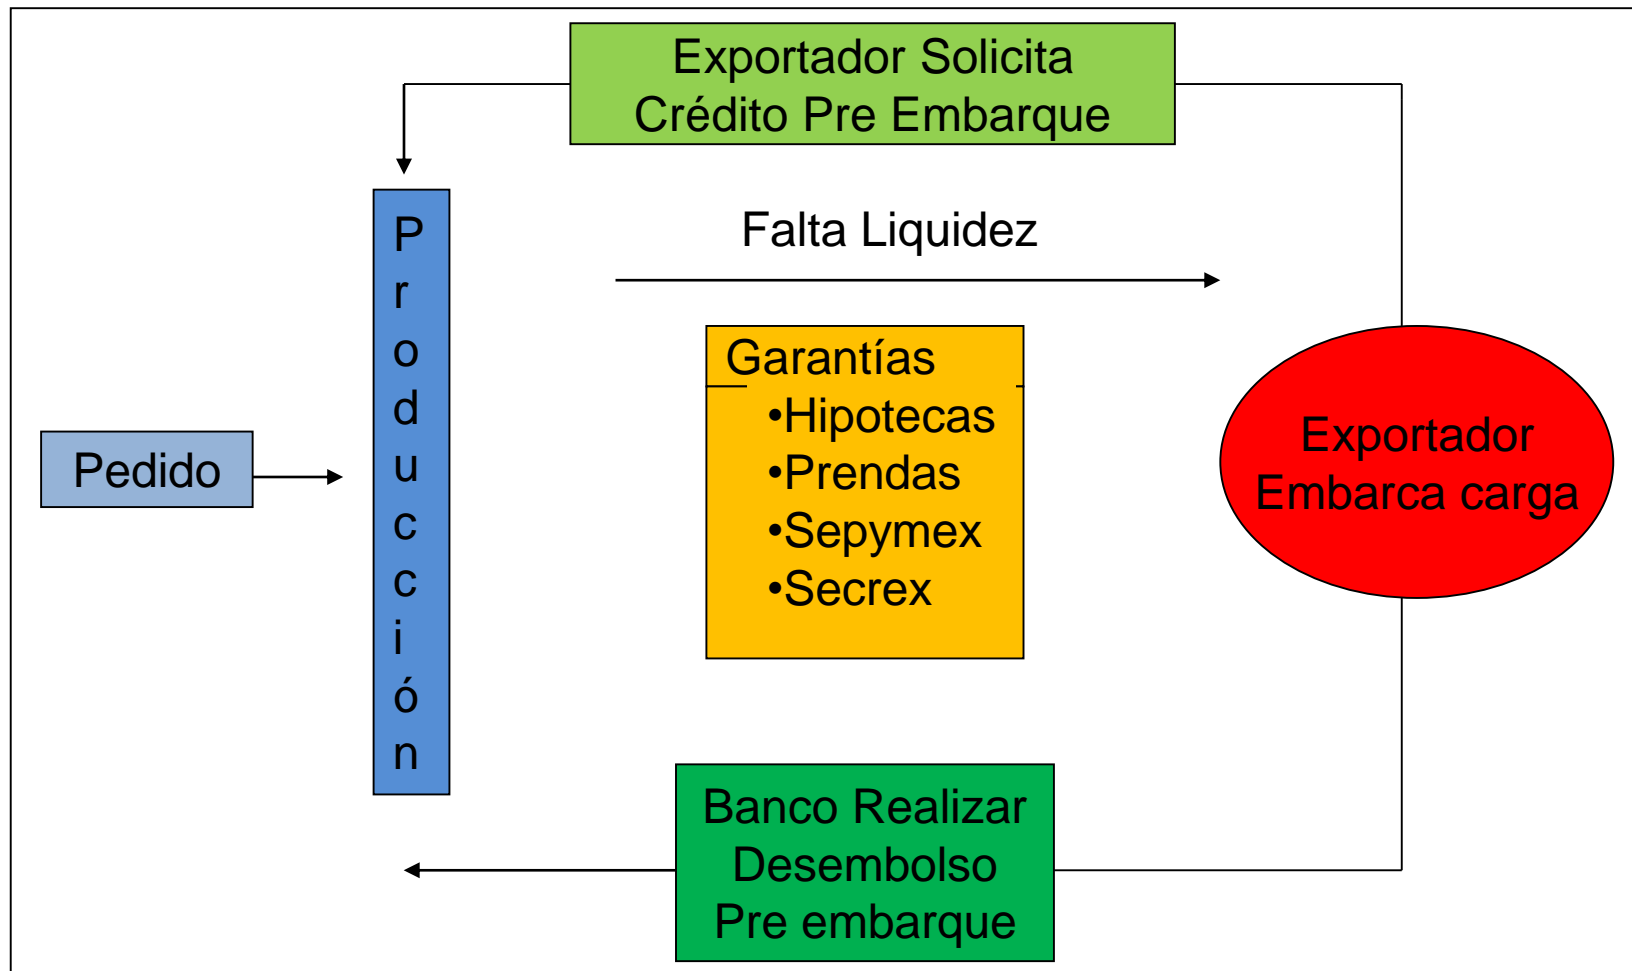 Exportador Solicita
Crédito Pre Embarque
Producción
Falta Liquidez
Garantías
•Hipotecas
•Prendas
•Sepymex
•Secrex
Pedido
Exportador
Embarca carga
Banco Realizar
Desembolso
Pre embarque